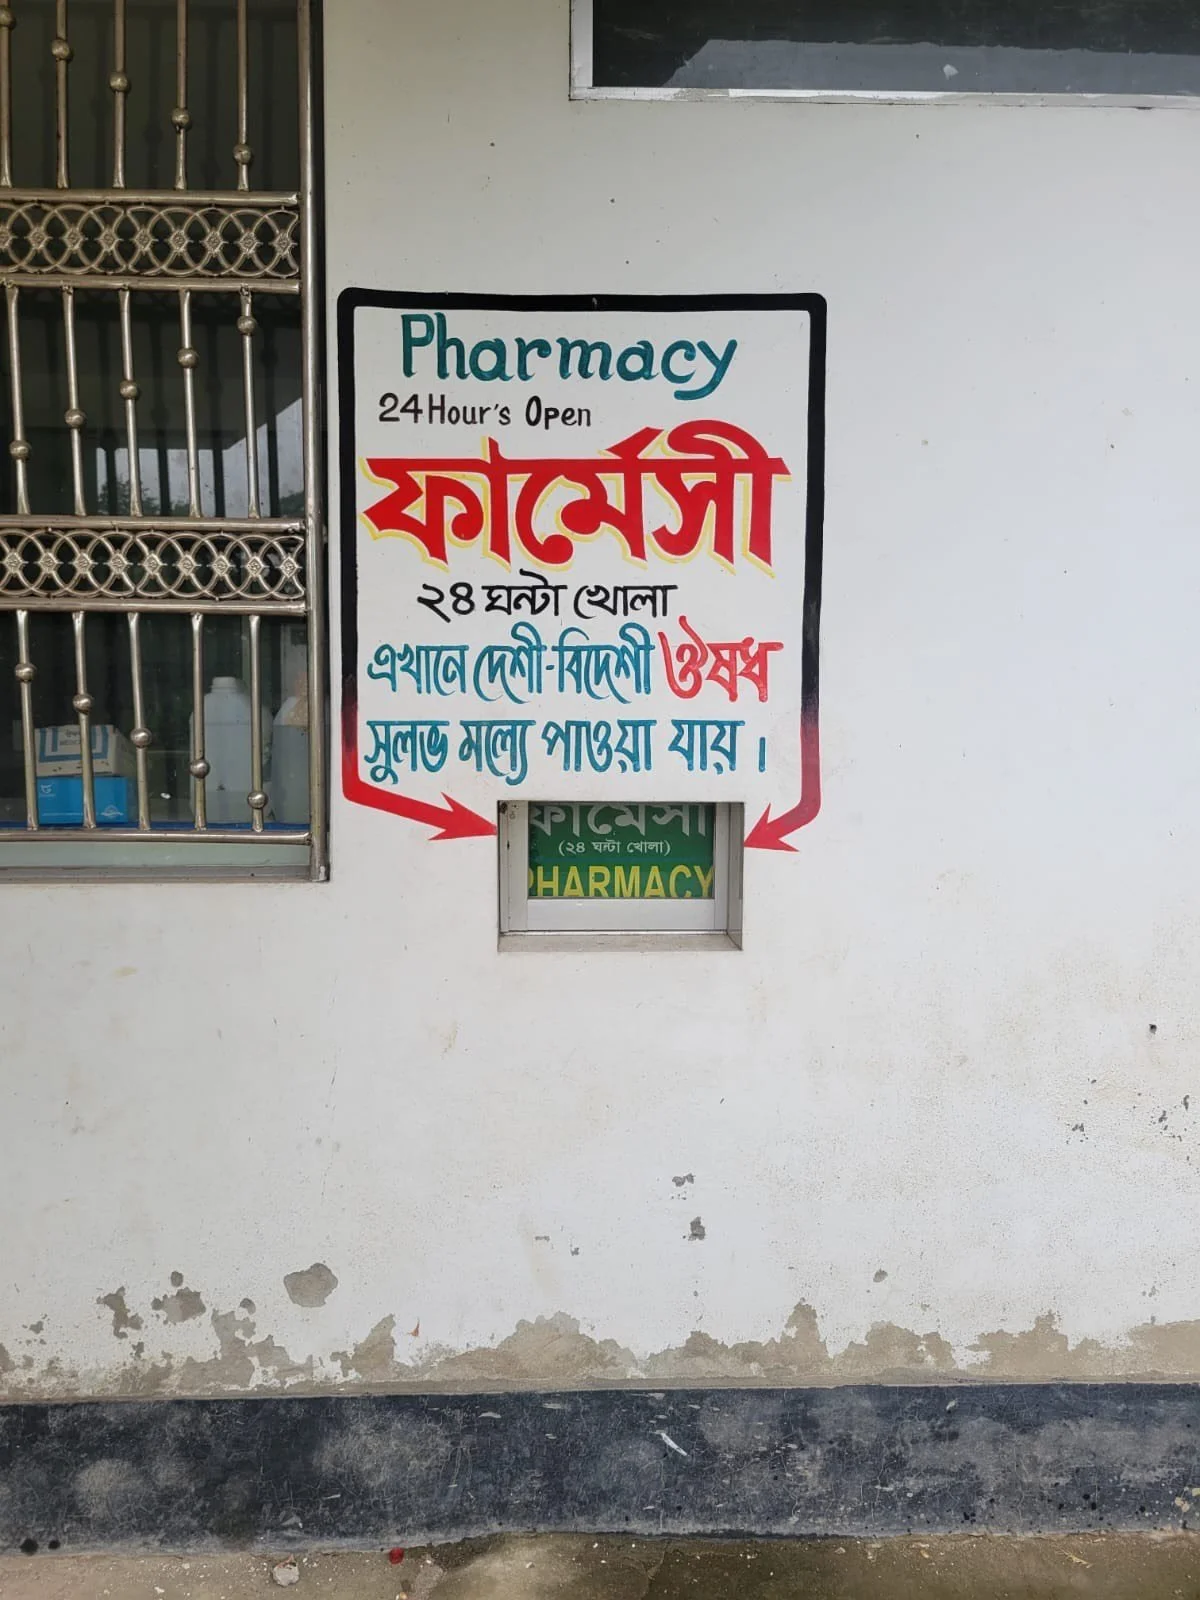 Pharmacy
24 Hour's Open
ফার্মেসী
২৪ ঘন্টা খোলা
এখানে দেশী-বিদেশী ঔষধ
সুলভ মল্যে পাওয়া যায় ।
ফার্মেসী
(২৪ ঘন্টা খোলা)
PHARMACY